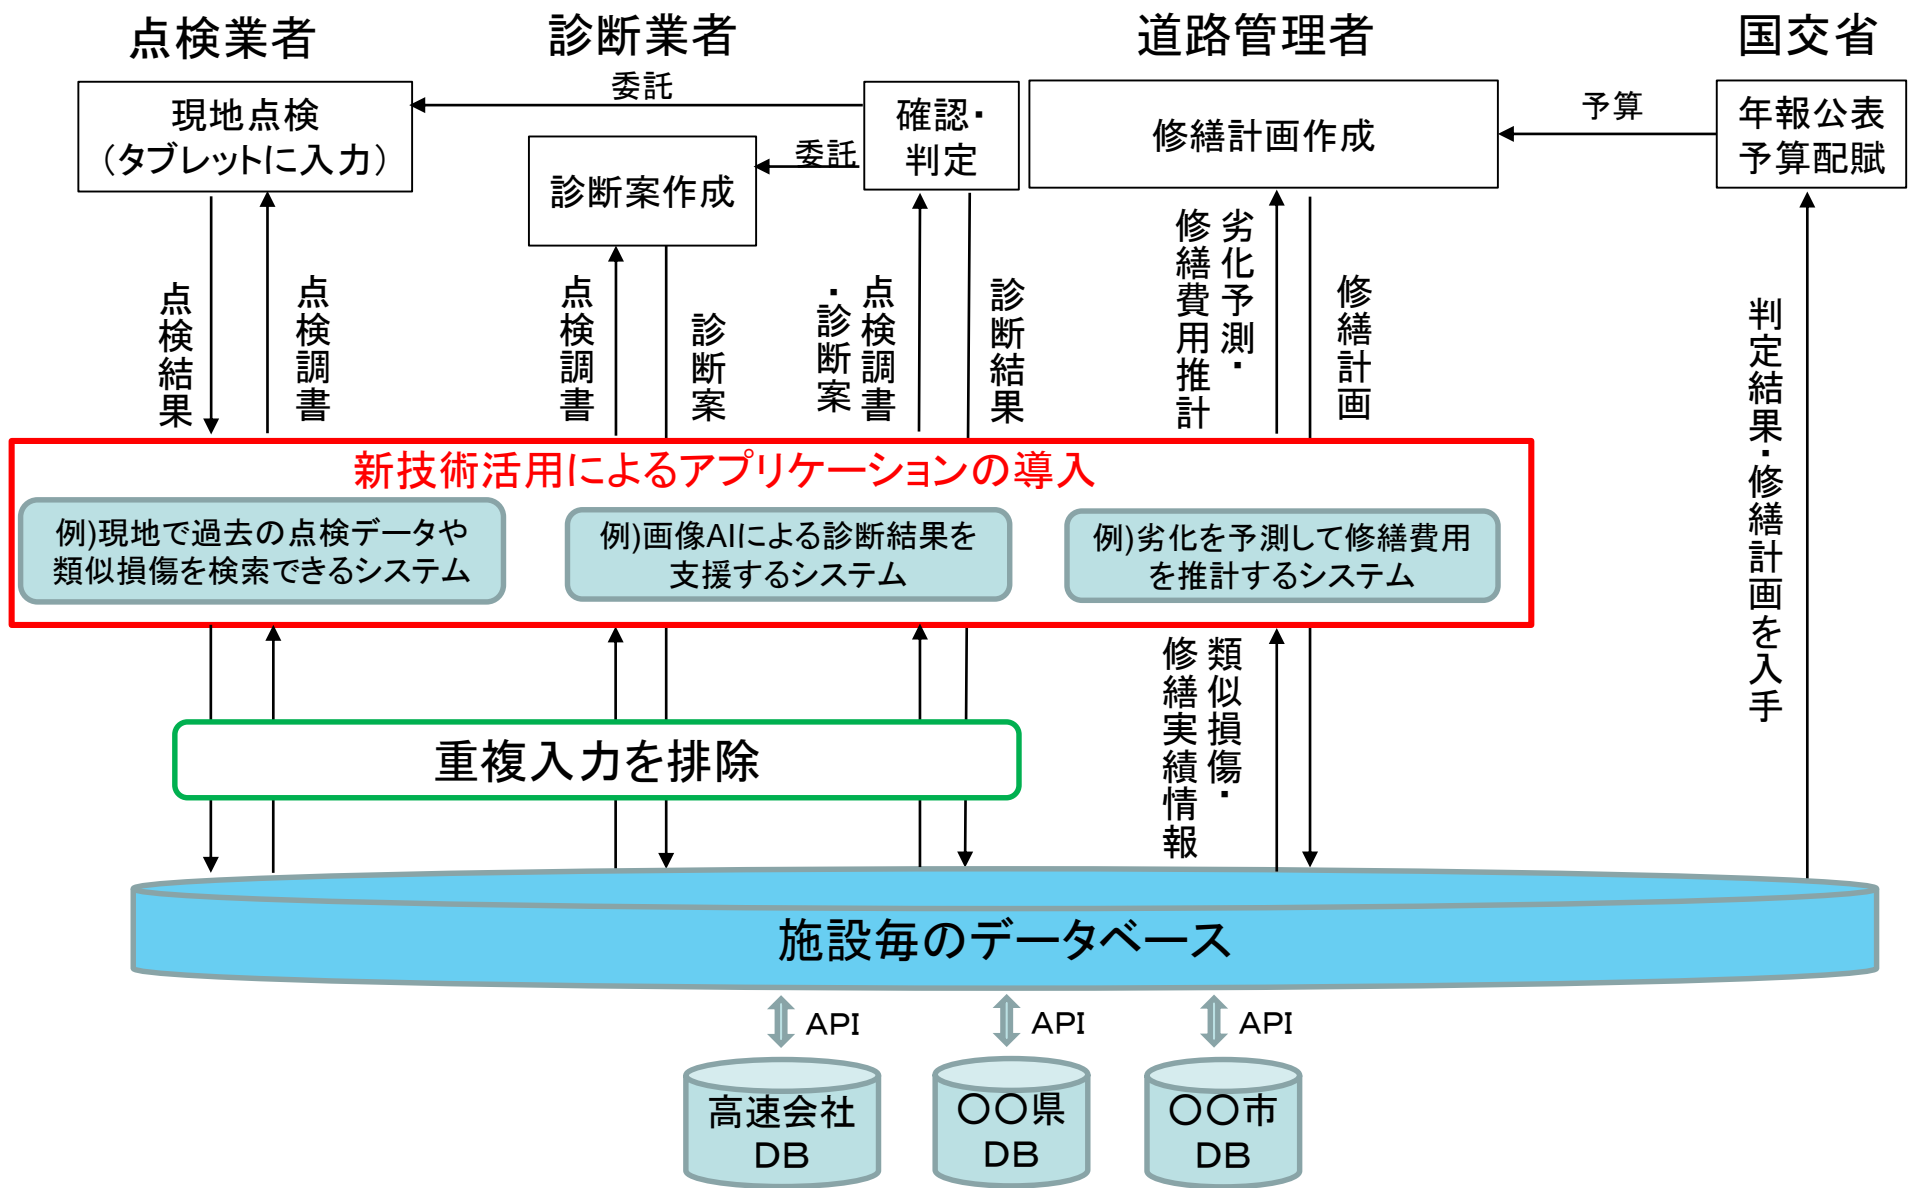 点検業者
診断業者
道路管理者
国交省
現地点検
（タブレットに入力）
委託
診断案作成
委託
確認・
判定
修繕計画作成
予算
年報公表
予算配賦
点検結果
点検調書
点検調書
診断案
点検調書
・診断案
診断結果
劣化予測・
修繕費用推計
修繕計画
判定結果・修繕計画を入手
新技術活用によるアプリケーションの導入
例)現地で過去の点検データや
類似損傷を検索できるシステム
例)画像AIによる診断結果を
支援するシステム
例)劣化を予測して修繕費用
を推計するシステム
類似損傷・
修繕実績情報
重複入力を排除
施設毎のデータベース
API
API
API
高速会社
DB
〇〇県
DB
〇〇市
DB